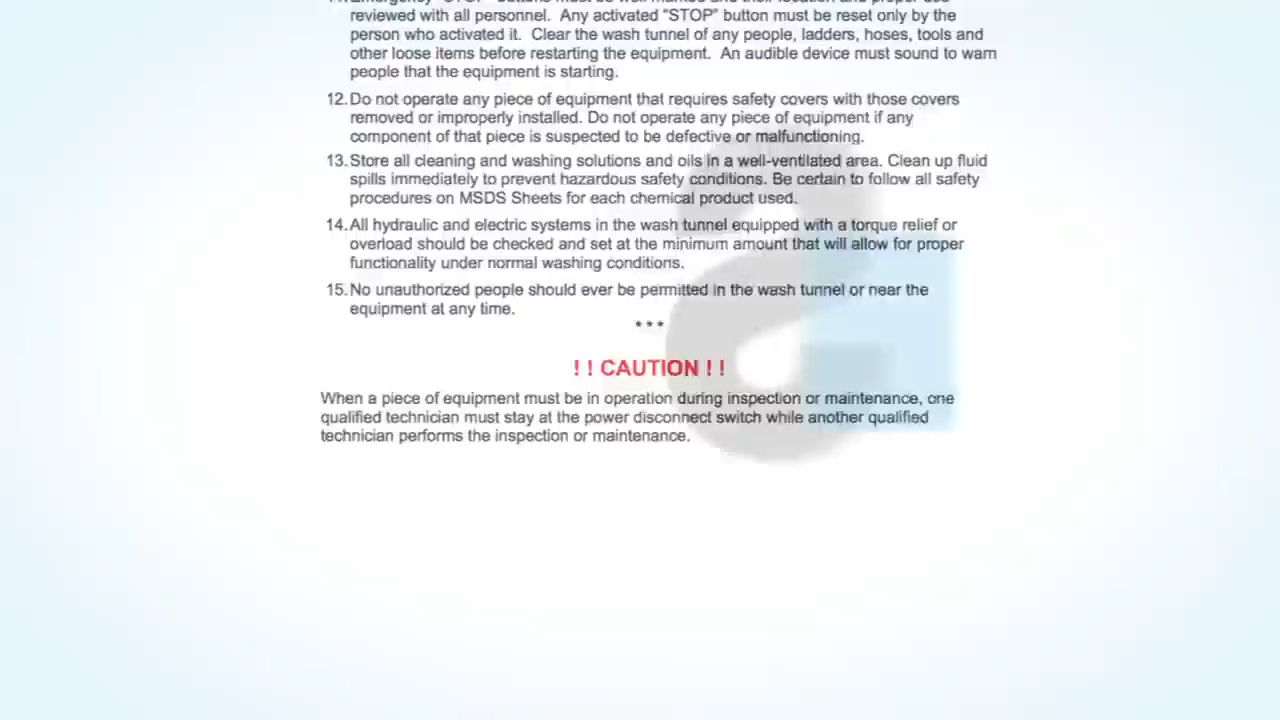 reviewed with all personnel.  Any activated "STOP" button must be reset only by the
person who activated it.  Clear the wash tunnel of any people, ladders, hoses, tools and
other loose items before restarting the equipment.  An audible device must sound to warn
people that the equipment is starting.
12. Do not operate any piece of equipment that requires safety covers with those covers
removed or improperly installed. Do not operate any piece of equipment if any
component of that piece is suspected to be defective or malfunctioning.
13. Store all cleaning and washing solutions and oils in a well-ventilated area. Clean up fluid
spills immediately to prevent hazardous safety conditions. Be certain to follow all safety
procedures on MSDS Sheets for each chemical product used.
14. All hydraulic and electric systems in the wash tunnel equipped with a torque relief or
overload should be checked and set at the minimum amount that will allow for proper
functionality under normal washing conditions.
15. No unauthorized people should ever be permitted in the wash tunnel or near the
equipment at any time.
* * *
! ! CAUTION ! !
When a piece of equipment must be in operation during inspection or maintenance, one
qualified technician must stay at the power disconnect switch while another qualified
technician performs the inspection or maintenance.